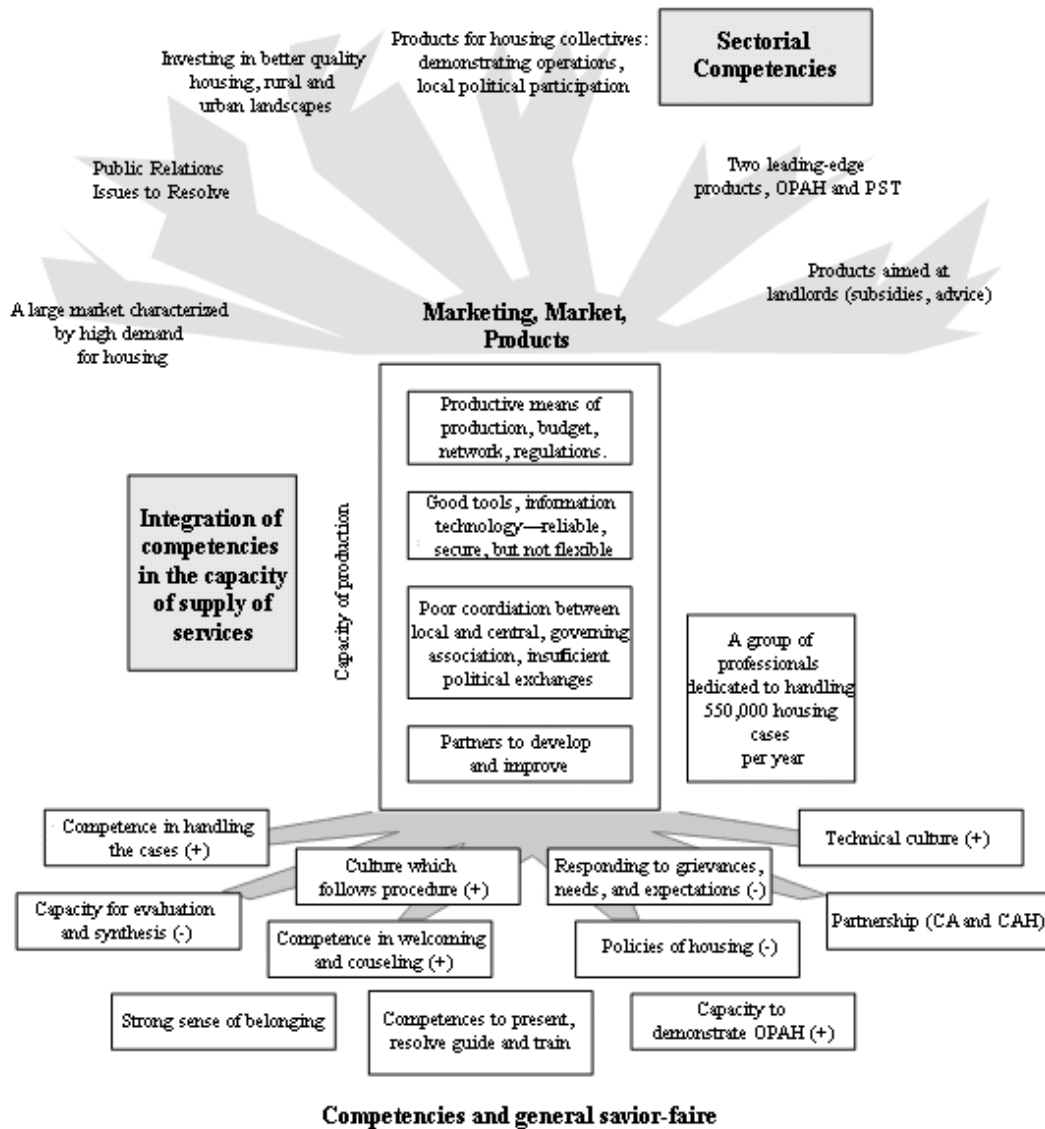 Products for housing collectives:
demonstrating operations,
local political participation
Sectorial
Competencies
Investing in better quality
housing, rural and
urban landscapes
Public Relations
Issues to Resolve
Two leading-edge
products, OPAH and PST
Products aimed at
landlords (subsidies, advice)
A large market characterized
by high demand
for housing
Marketing, Market,
Products
Productive means of
production, budget,
network, regulations.
Good tools, information
technology—reliable,
secure, but not flexible
Integration of
competencies
in the capacity
of supply of
services
Capacity of production
Poor coordiation between
local and central, governing
association, insufficient
political exchanges
A group of
professionals
dedicated to handling
550,000 housing
cases
per year
Partners to develop
and improve
Competence in handling
the cases (+)
Technical culture (+)
Culture which
follows procedure (+)
Responding to grievances,
needs, and expectations (-)
Capacity for evaluation
and synthesis (-)
Partnership (CA and CAH)
Competence in welcoming
and couseling (+)
Policies of housing (-)
Strong sense of belonging
Competences to present,
resolve guide and train
Capacity to
demonstrate OPAH (+)
Competencies and general savior-faire